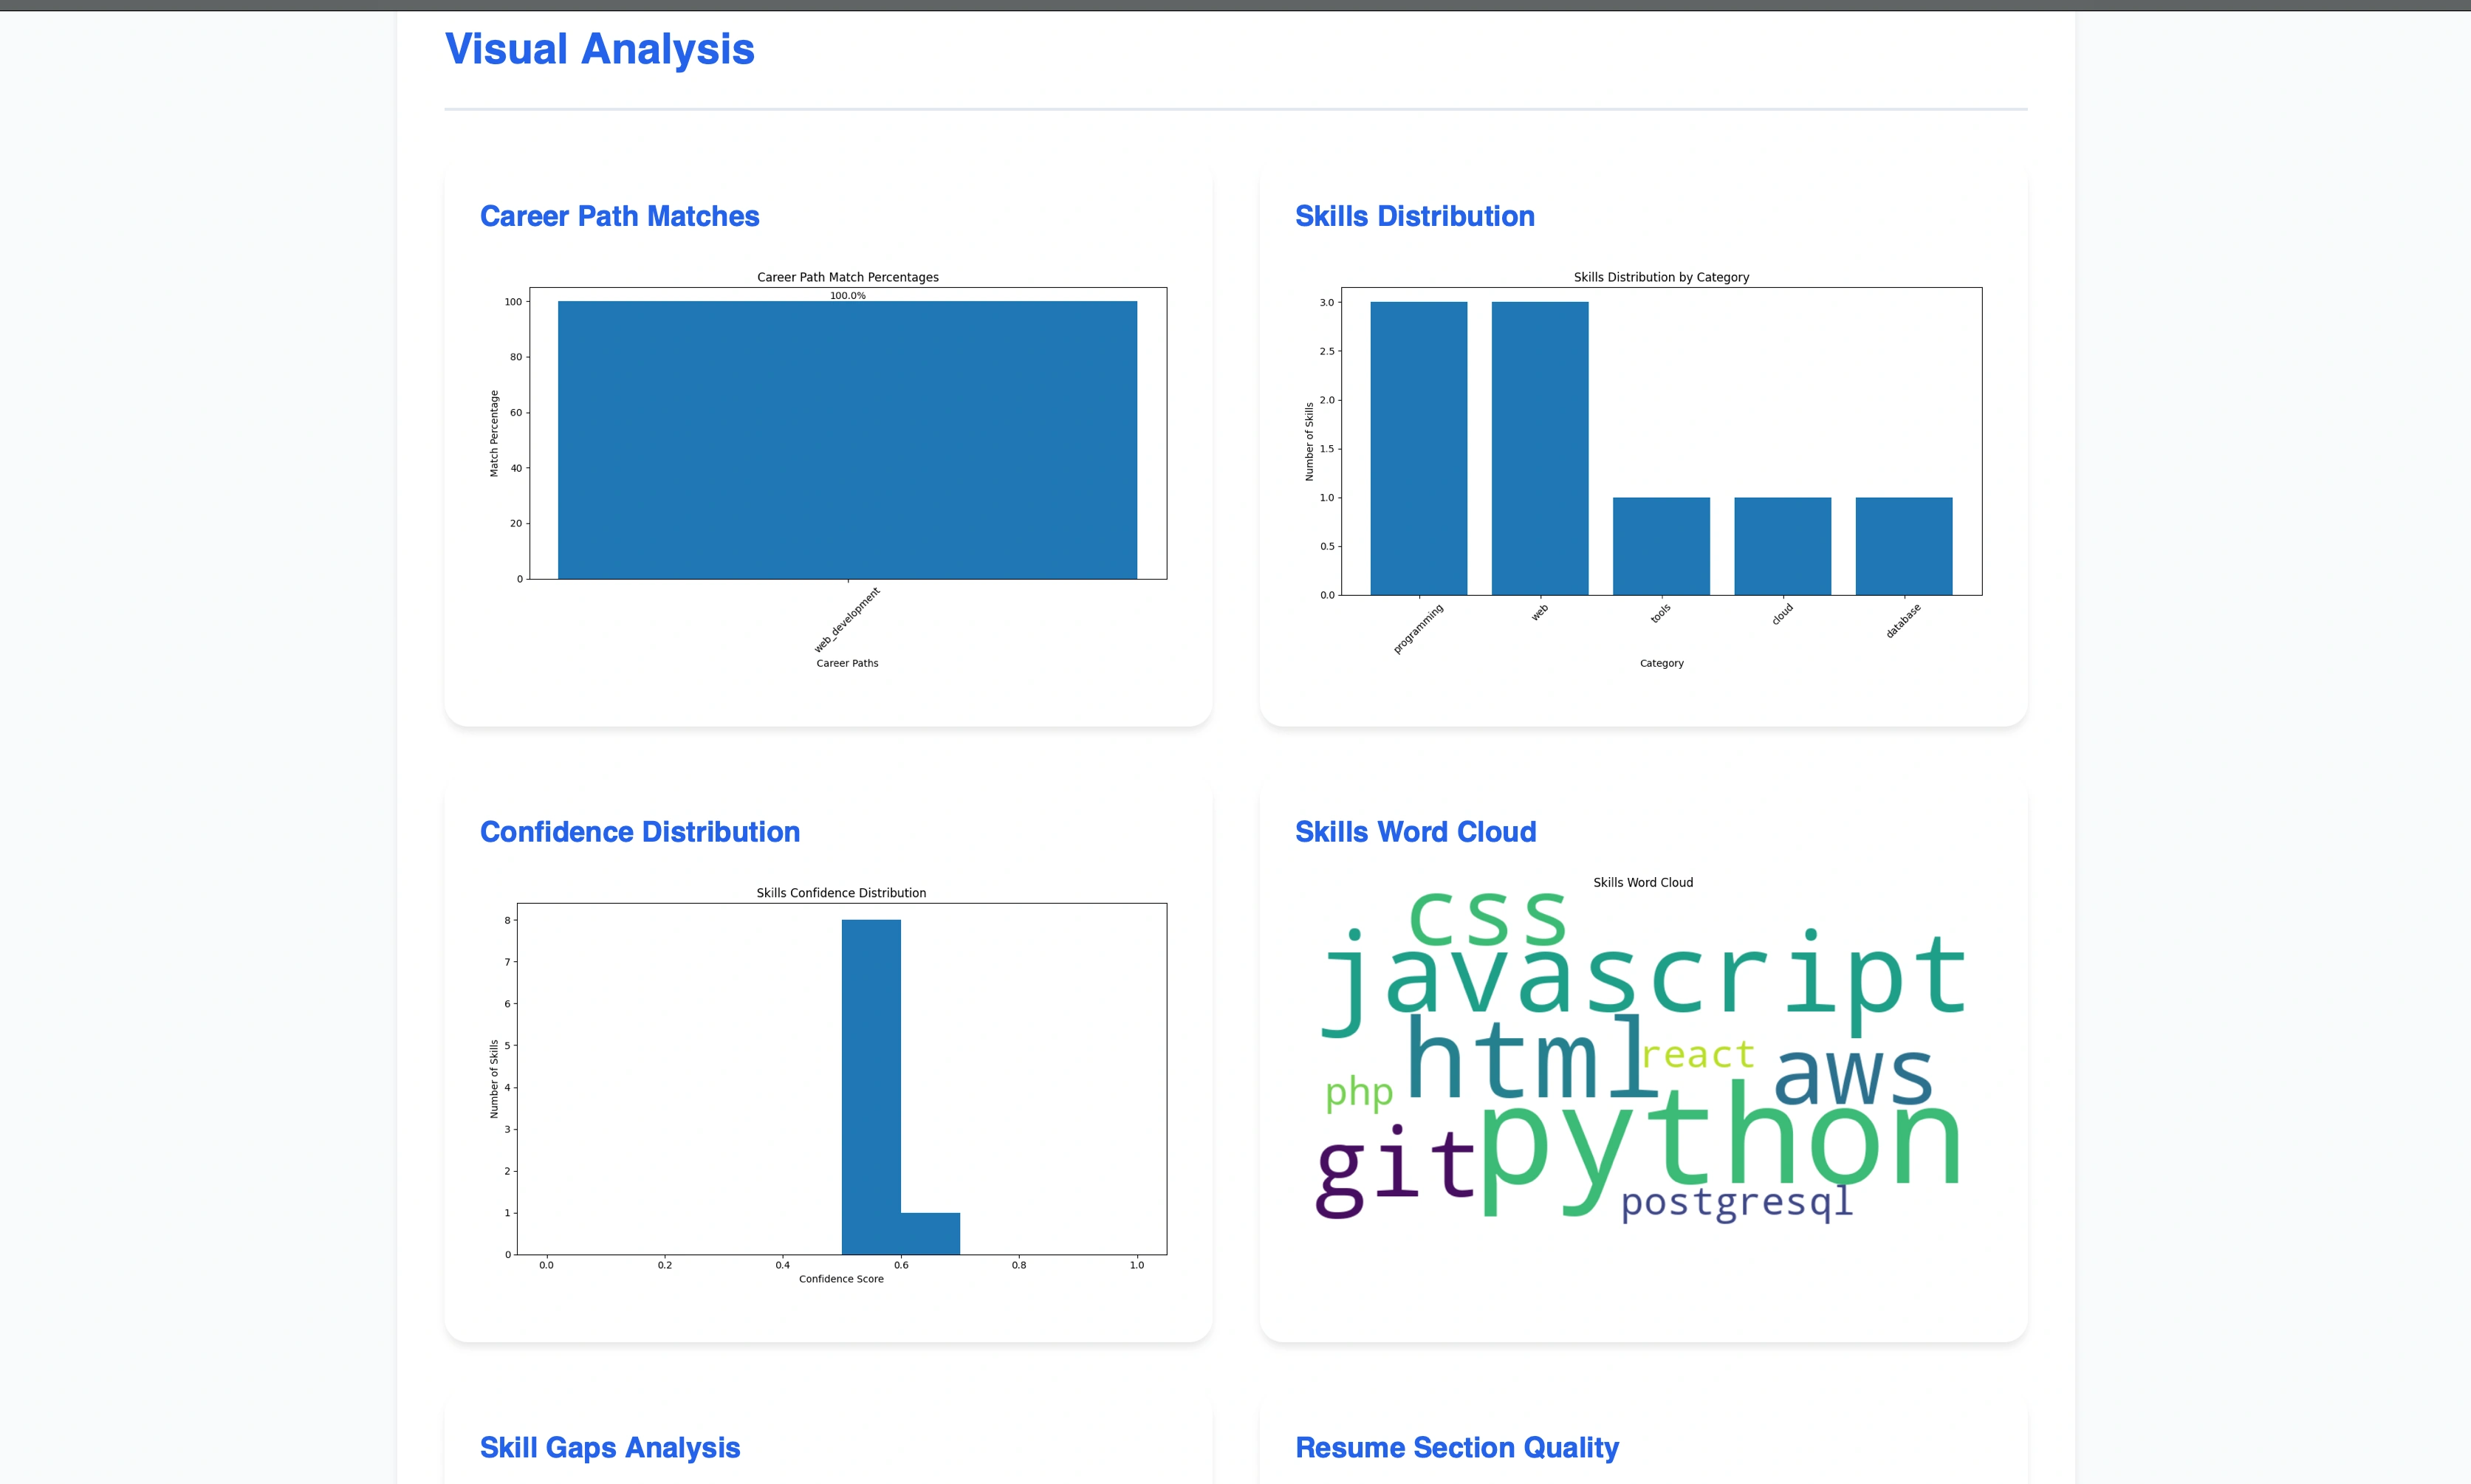 Visual Analysis
Career Path Matches
Career Path Match Percentages
100.0%
100
80
60
40
20
0
Match Percentage
web_development
Career Paths
Skills Distribution
Skills Distribution by Category
3.0
2.5
2.0
1.5
1.0
0.5
0.0
Number of Skills
programming
web
tools
cloud
database
Category
Confidence Distribution
Skills Confidence Distribution
8
7
6
5
4
3
2
1
0
Number of Skills
0.0 0.2 0.4 0.6 0.8 1.0
Confidence Score
Skills Word Cloud
Skills Word Cloud
css
javascript
html
react
aws
php
python
git
postgresql
Skill Gaps Analysis
Resume Section Quality